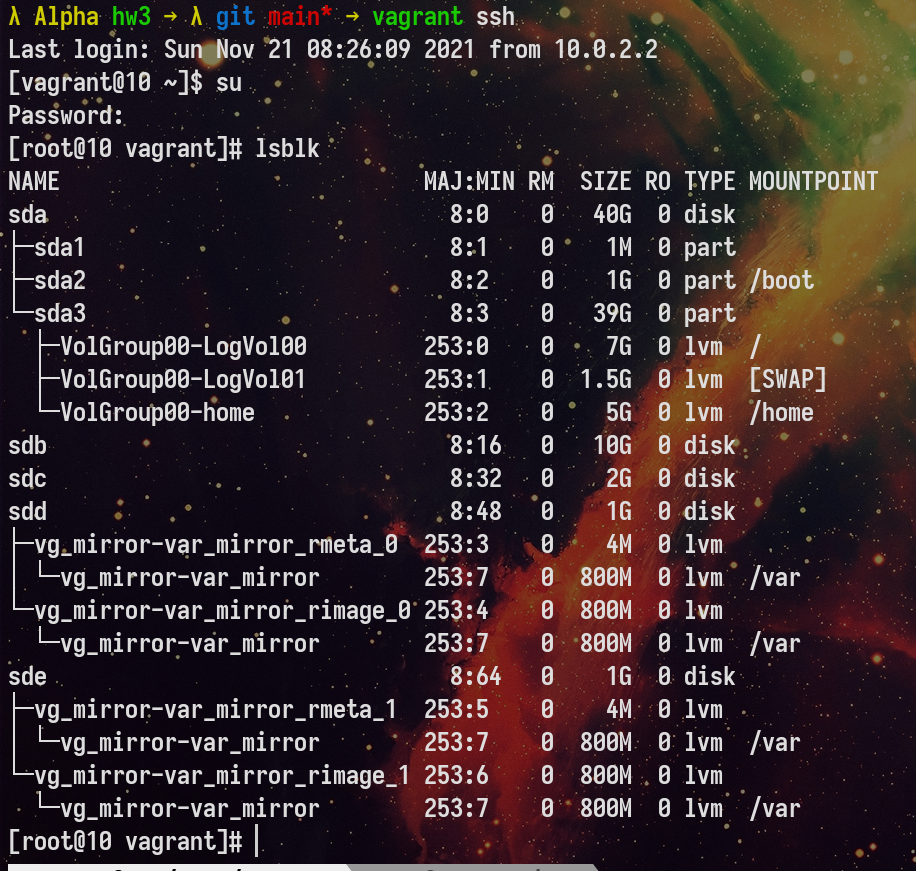 λ Alpha hw3 → λ git main* → vagrant ssh
Last login: Sun Nov 21 08:26:09 2021 from 10.0.2.2
[vagrant@10 ~]$ su
Password:
[root@10 vagrant]# lsblk
NAME                            MAJ:MIN RM  SIZE RO TYPE MOUNTPOINT
sda                               8:0    0   40G  0 disk
├─sda1                            8:1    0    1M  0 part
├─sda2                            8:2    0    1G  0 part /boot
└─sda3                            8:3    0   39G  0 part
  ├─VolGroup00-LogVol00         253:0    0    7G  0 lvm  /
  ├─VolGroup00-LogVol01         253:1    0  1.5G  0 lvm  [SWAP]
  └─VolGroup00-home             253:2    0    5G  0 lvm  /home
sdb                               8:16   0   10G  0 disk
sdc                               8:32   0    2G  0 disk
sdd                               8:48   0    1G  0 disk
├─vg_mirror-var_mirror_rmeta_0  253:3    0    4M  0 lvm
│ └─vg_mirror-var_mirror        253:7    0  800M  0 lvm  /var
└─vg_mirror-var_mirror_rimage_0 253:4    0  800M  0 lvm
  └─vg_mirror-var_mirror        253:7    0  800M  0 lvm  /var
sde                               8:64   0    1G  0 disk
├─vg_mirror-var_mirror_rmeta_1  253:5    0    4M  0 lvm
│ └─vg_mirror-var_mirror        253:7    0  800M  0 lvm  /var
└─vg_mirror-var_mirror_rimage_1 253:6    0  800M  0 lvm
  └─vg_mirror-var_mirror        253:7    0  800M  0 lvm  /var
[root@10 vagrant]#